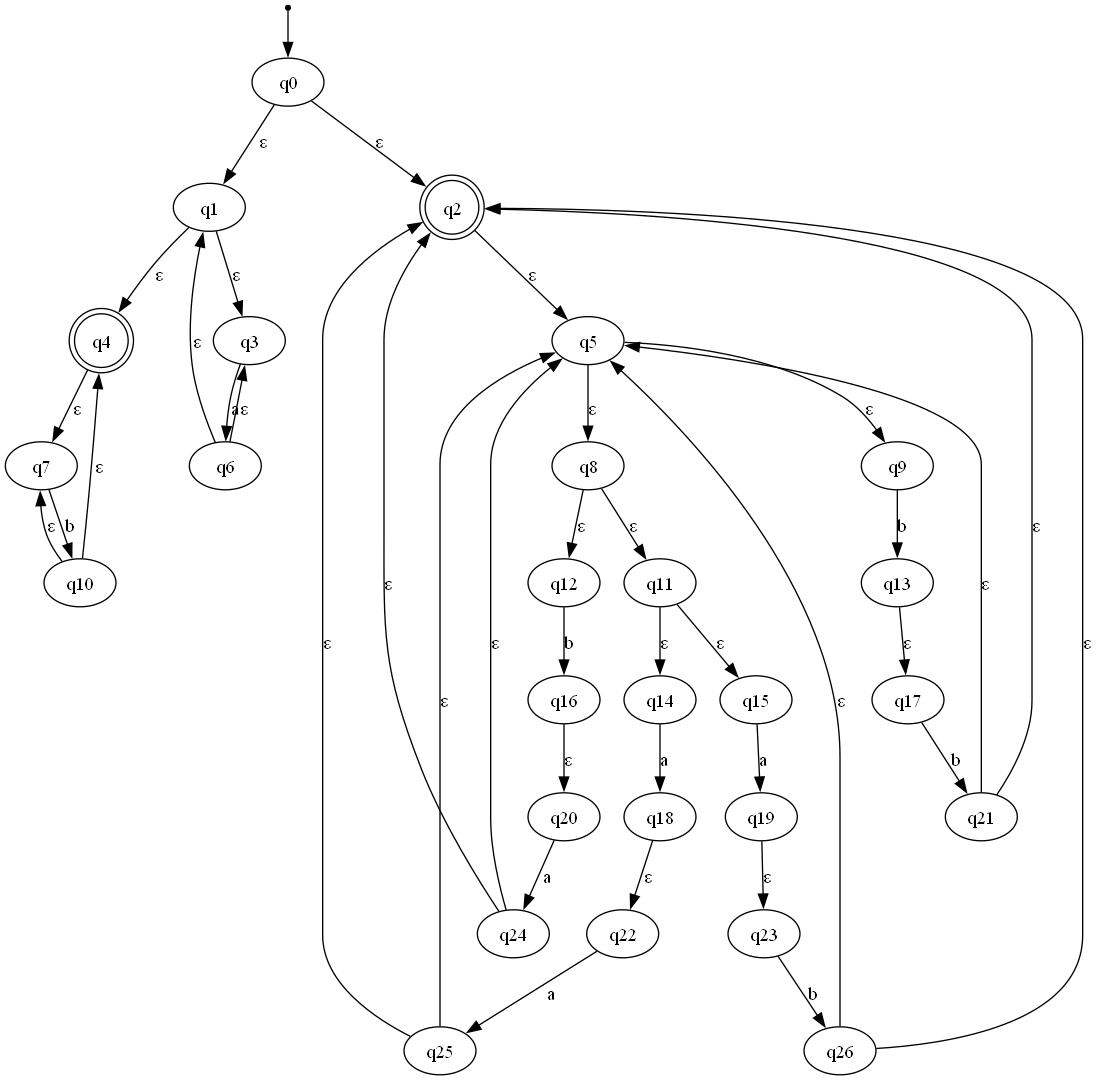 q0
ε ε
q1 q2
ε ε ε
q4 q3 q5
ε ε a ε ε ε
q7 q6 q8 q9
ε b ε ε ε b
q10 q12 q11 q13
ε ε b ε ε ε ε ε
ε q16 q14 q15 q17
ε ε a a b
q20 q18 q19 q21
a ε ε
q24 q22 q23
a b
q25 q26